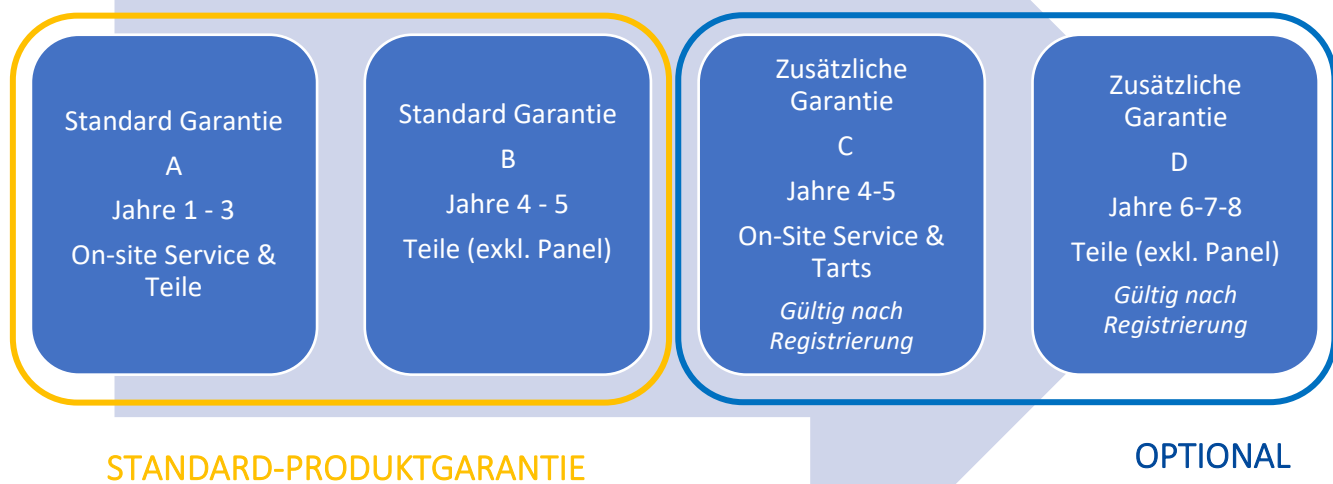 Standard Garantie
A
Jahre 1 - 3
On-site Service &
Teile
Standard Garantie
B
Jahre 4 - 5
Teile (exkl. Panel)
Zusätzliche
Garantie
C
Jahre 4-5
On-Site Service &
Tarts
Gültig nach
Registrierung
Zusätzliche
Garantie
D
Jahre 6-7-8
Teile (exkl. Panel)
Gültig nach
Registrierung
STANDARD-PRODUKTGARANTIE
OPTIONAL